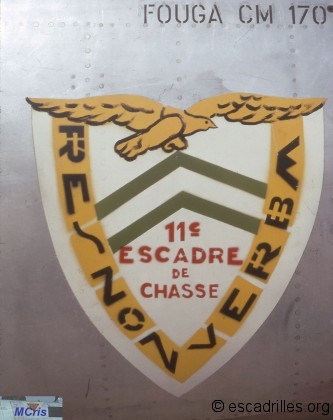 FOUGA CM 170
RES NON VERBA
11e
ESCADRE
DE
CHASSE
MCris
© escadrilles.org